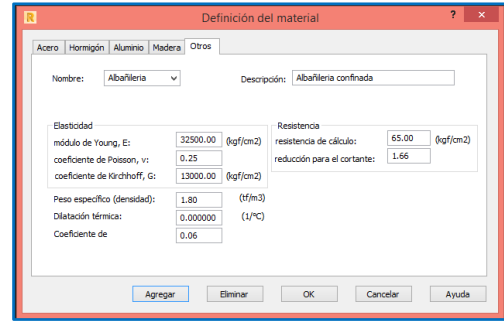 R Definición del material ? ×
Acero Hormigón Aluminio Madera Otros
Nombre: Albañileria Descripción: Albañileria confinada
Elasticidad Resistencia
módulo de Young, E: 32500.00 (kgf/cm2) resistencia de cálculo: 65.00 (kgf/cm2)
coeficiente de Poisson, ν: 0.25 reducción para el cortante: 1.66
coeficiente de Kirchhoff, G: 13000.00 (kgf/cm2)
Peso específico (densidad): 1.80 (tf/m3)
Dilatación térmica: 0.000000 (1/°C)
Coeficiente de 0.06
Agregar Eliminar OK Cancelar Ayuda